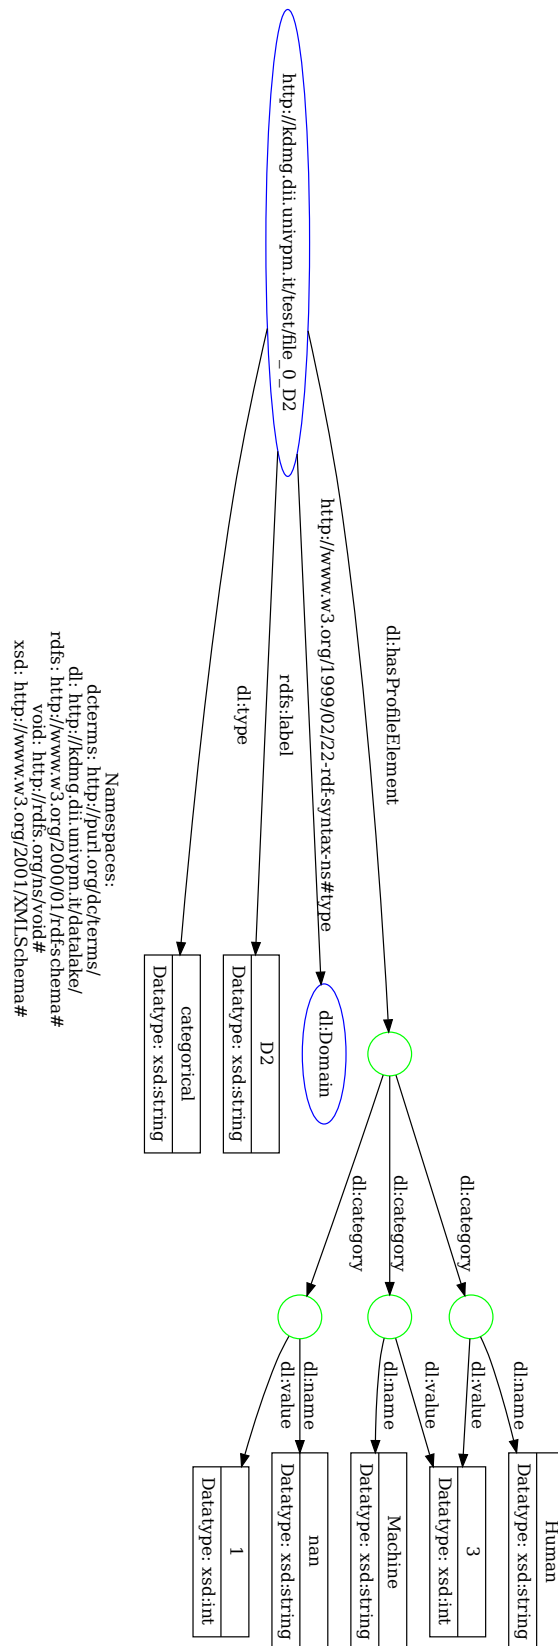 http://kdmg.dii.univpm.it/test/file_0_D2
dl:hasProfileElement
http://www.w3.org/1999/02/22-rdf-syntax-ns#type
rdfs:label
dl:type
dl:Domain
D2
Datatype: xsd:string
categorical
Datatype: xsd:string
dl:category
dl:category
dl:category
dl:name
dl:value
dl:value
dl:name
dl:name
dl:value
Human
Datatype: xsd:string
3
Datatype: xsd:int
Machine
Datatype: xsd:string
nan
Datatype: xsd:string
1
Datatype: xsd:int
Namespaces:
dcterms: http://purl.org/dc/terms/
dl: http://kdmg.dii.univpm.it/datalake/
rdfs: http://www.w3.org/2000/01/rdf-schema#
void: http://rdfs.org/ns/void#
xsd: http://www.w3.org/2001/XMLSchema#